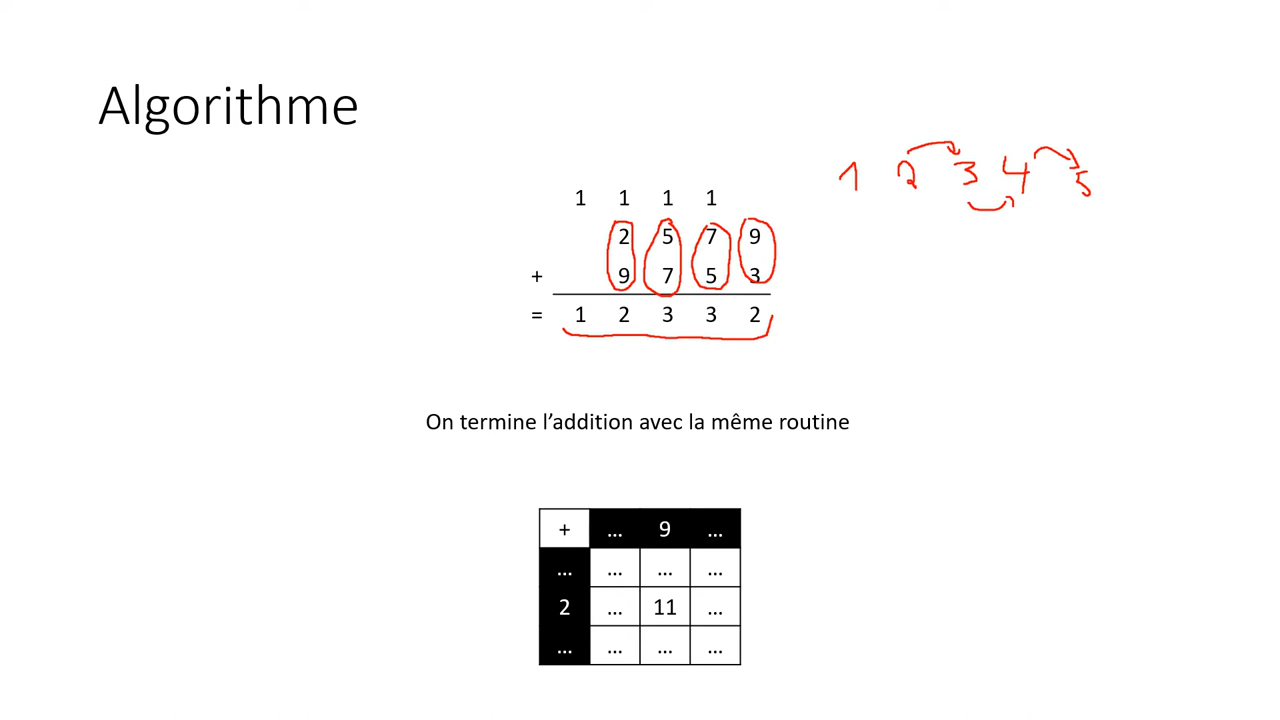 Algorithme
1 2 3 4 5
1 1 1 1
2 5 7 9
+ 9 7 5 3
= 1 2 3 3 2
On termine l’addition avec la même routine
+ ... 9 ...
... ... ... ...
2 ... 11 ...
... ... ... ...